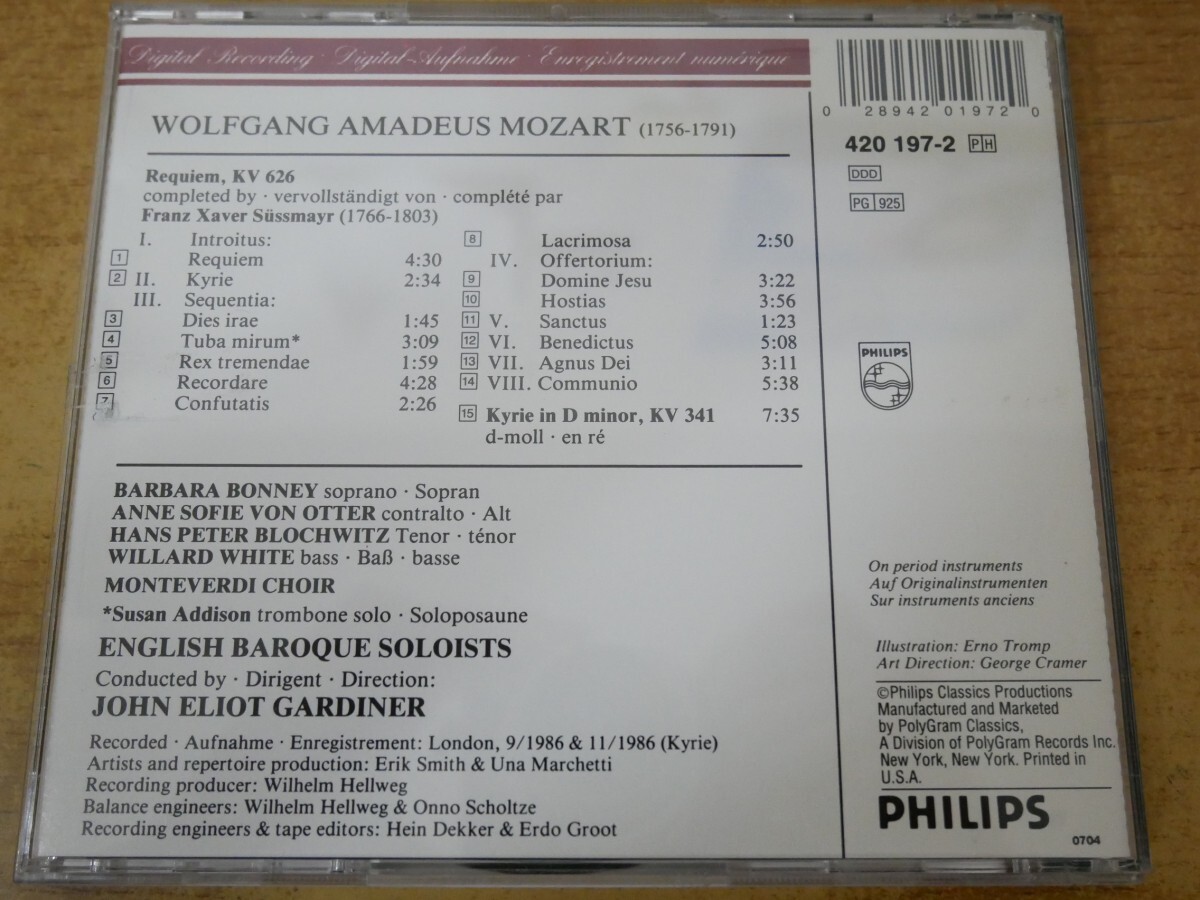 Digital Recording · Digital-Aufnahme · Enregistrement numérique
WOLFGANG AMADEUS MOZART (1756-1791)
Requiem, KV 626
completed by · vervollständigt von · complété par
Franz Xaver Süssmayr (1766-1803)
I. Introitus:
1 Requiem 4:30
2 II. Kyrie 2:34
III. Sequentia:
3 Dies irae 1:45
4 Tuba mirum* 3:09
5 Rex tremendae 1:59
6 Recordare 4:28
7 Confutatis 2:26
8 Lacrimosa 2:50
IV. Offertorium:
9 Domine Jesu 3:22
10 Hostias 3:56
11 V. Sanctus 1:23
12 VI. Benedictus 5:08
13 VII. Agnus Dei 3:11
14 VIII. Communio 5:38
15 Kyrie in D minor, KV 341 7:35
d-moll · en ré
BARBARA BONNEY soprano · Sopran
ANNE SOFIE VON OTTER contralto · Alt
HANS PETER BLOCHWITZ Tenor · ténor
WILLARD WHITE bass · Baß · basse
MONTEVERDI CHOIR
*Susan Addison trombone solo · Soloposaune
ENGLISH BAROQUE SOLOISTS
Conducted by · Dirigent · Direction:
JOHN ELIOT GARDINER
Recorded · Aufnahme · Enregistrement: London, 9/1986 & 11/1986 (Kyrie)
Artists and repertoire production: Erik Smith & Una Marchetti
Recording producer: Wilhelm Hellweg
Balance engineers: Wilhelm Hellweg & Onno Scholtze
Recording engineers & tape editors: Hein Dekker & Erdo Groot
0 28942 01972 0
420 197-2 PH
DDD
PG 925
PHILIPS
On period instruments
Auf Originalinstrumenten
Sur instruments anciens
Illustration: Erno Tromp
Art Direction: George Cramer
©Philips Classics Productions
Manufactured and Marketed
by PolyGram Classics,
A Division of PolyGram Records Inc.
New York, New York. Printed in
U.S.A.
PHILIPS
0704